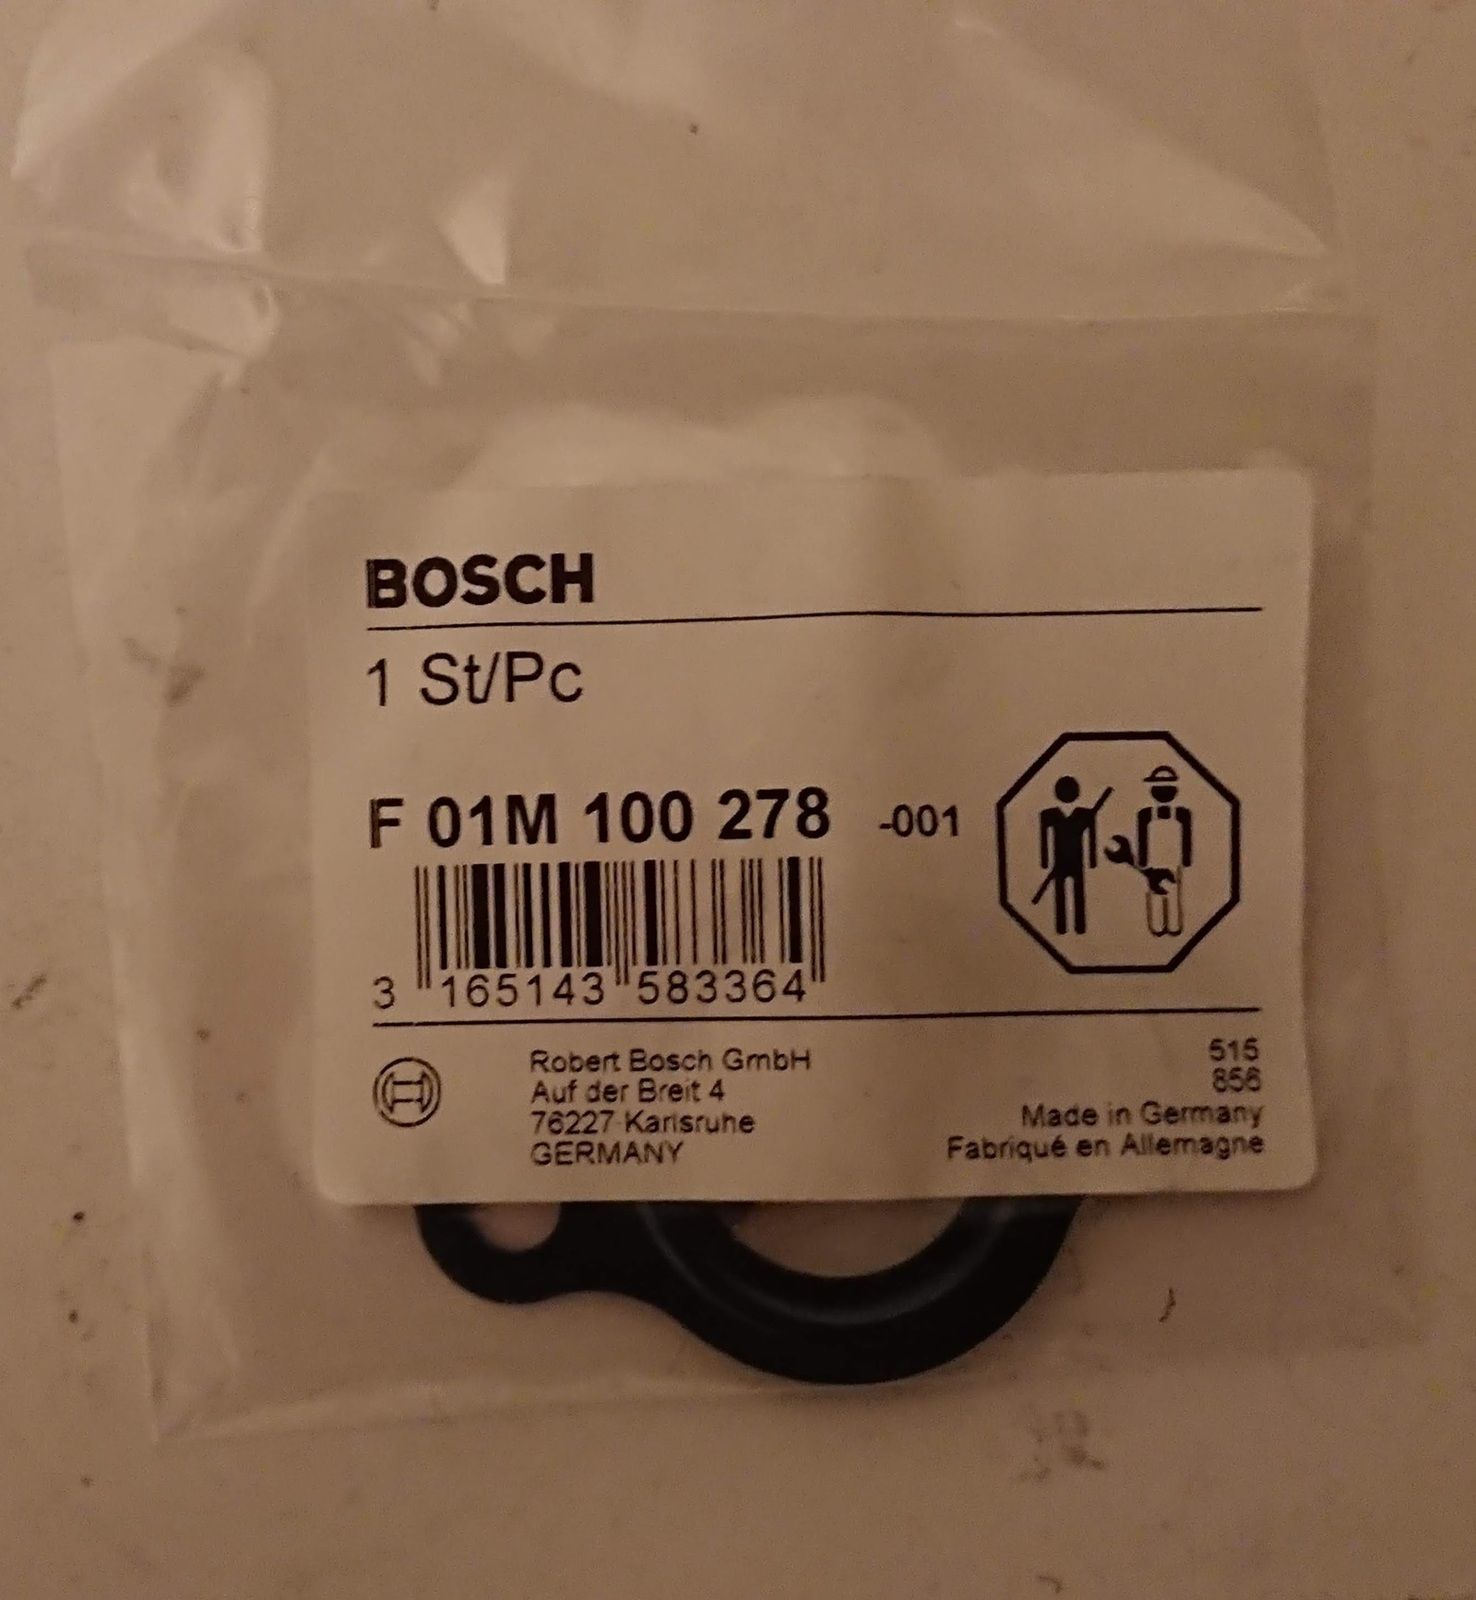 BOSCH
1 St/Pc
F 01M 100 278 -001
3 165143 583364
Robert Bosch GmbH
Auf der Breit 4
76227 Karlsruhe
GERMANY
515
856
Made in Germany
Fabriqué en Allemagne